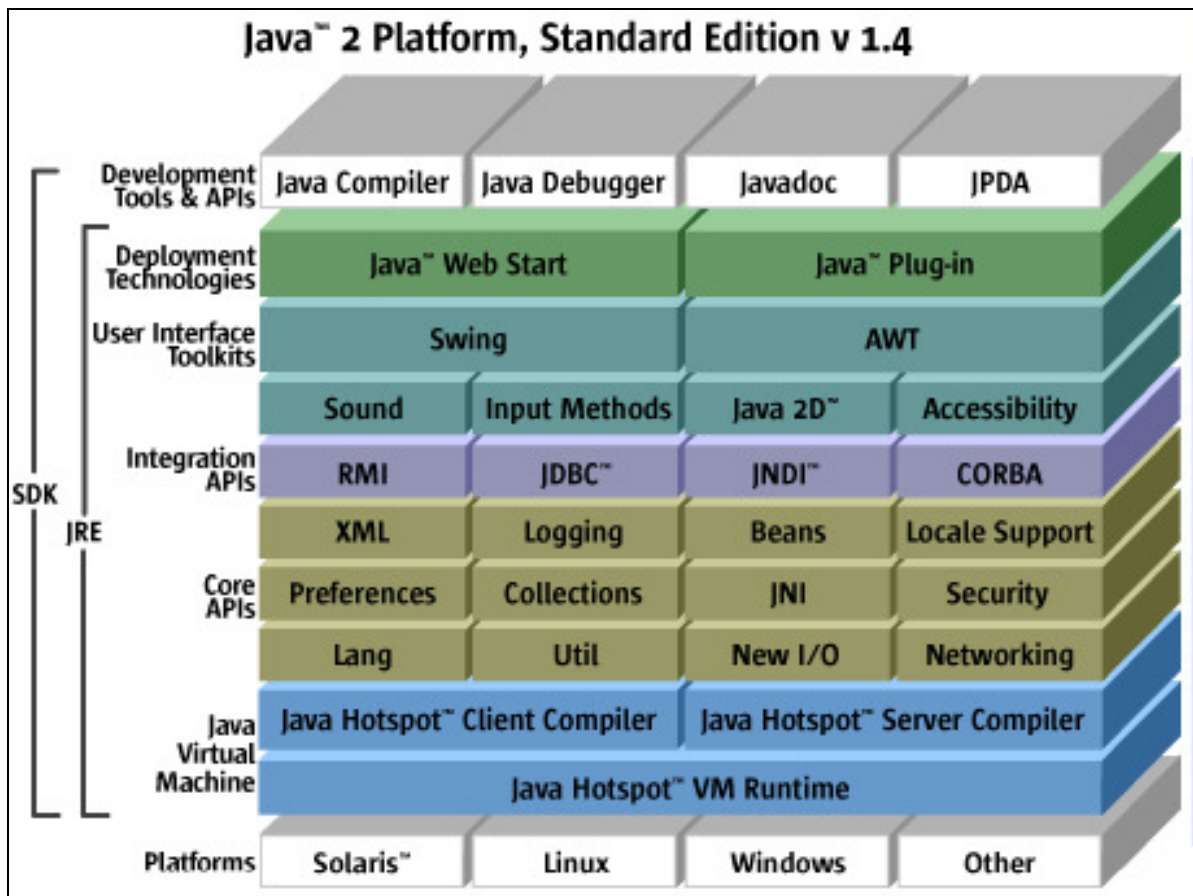 Java™ 2 Platform, Standard Edition v 1.4
Development
Tools & APIs
Java Compiler
Java Debugger
Javadoc
JPDA
Deployment
Technologies
Java™ Web Start
Java™ Plug-in
User Interface
Toolkits
Swing
AWT
Sound
Input Methods
Java 2D™
Accessibility
Integration
APIs
RMI
JDBC™
JNDI™
CORBA
SDK
JRE
XML
Logging
Beans
Locale Support
Core
APIs
Preferences
Collections
JNI
Security
Lang
Util
New I/O
Networking
Java
Virtual
Machine
Java Hotspot™ Client Compiler
Java Hotspot™ Server Compiler
Java Hotspot™ VM Runtime
Platforms
Solaris™
Linux
Windows
Other